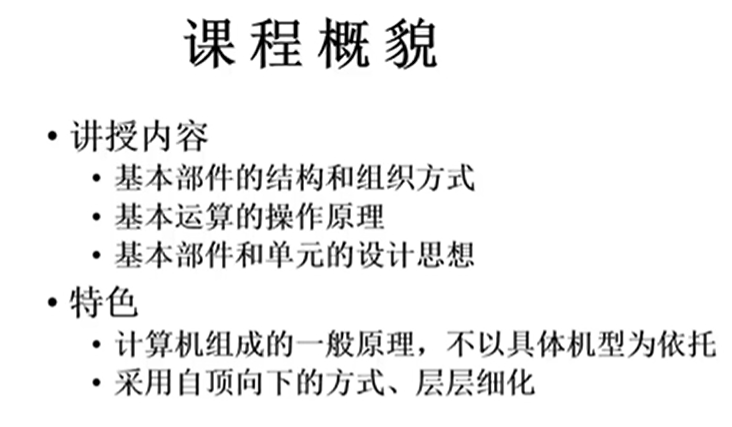 课程概貌
• 讲授内容
• 基本部件的结构和组织方式
• 基本运算的操作原理
• 基本部件和单元的设计思想
• 特色
• 计算机组成的一般原理，不以具体机型为依托
• 采用自顶向下的方式、层层细化